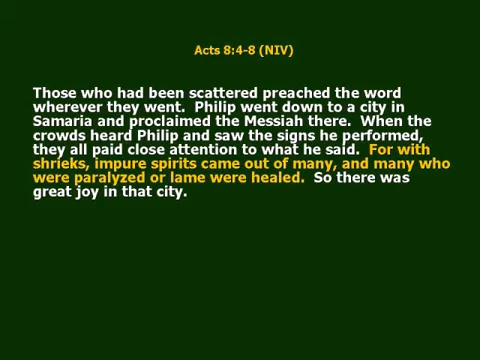 Acts 8:4-8 (NIV)
Those who had been scattered preached the word
wherever they went.  Philip went down to a city in
Samaria and proclaimed the Messiah there.  When the
crowds heard Philip and saw the signs he performed,
they all paid close attention to what he said.  For with
shrieks, impure spirits came out of many, and many who
were paralyzed or lame were healed.  So there was
great joy in that city.